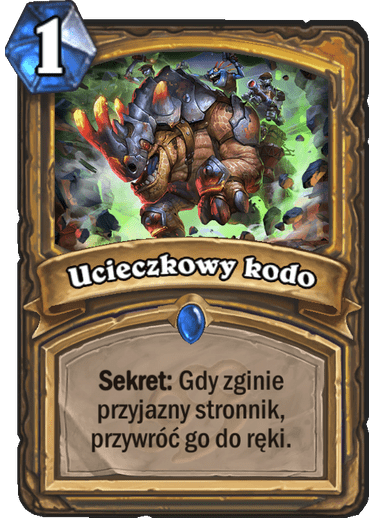 1
Ucieczkowy kodo
Sekret: Gdy zginie
przyjazny stronnik,
przywróć go do ręki.